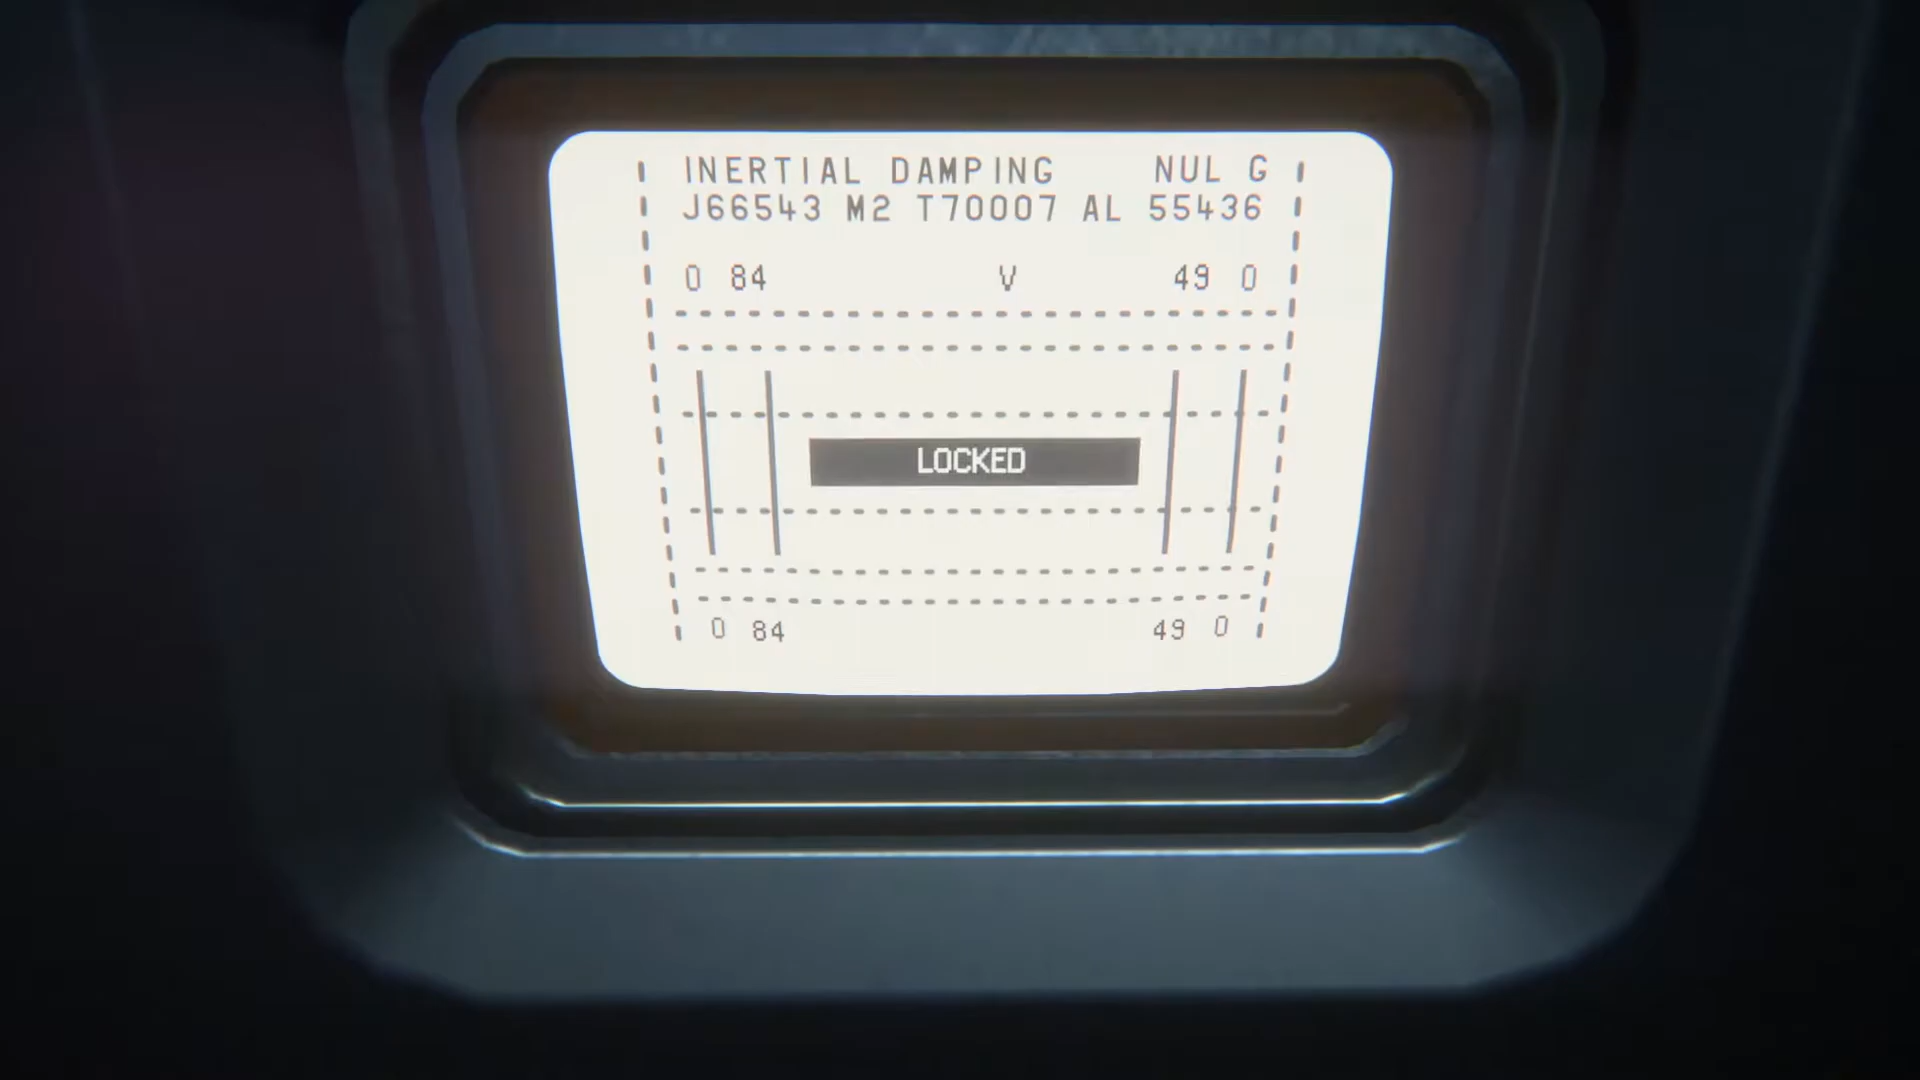 INERTIAL DAMPING NUL G
J66543 M2 T70007 AL 55436
0 84 V 49 0
LOCKED
0 84 49 0